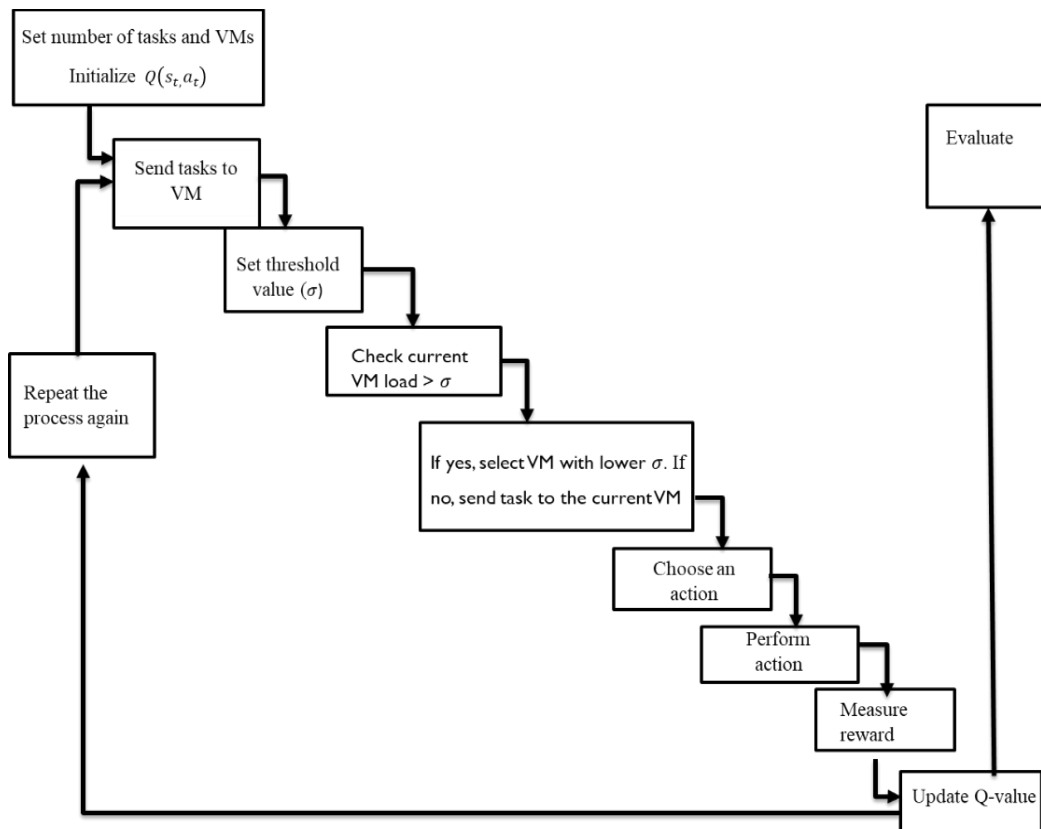 Set number of tasks and VMs
Initialize Q(s_t, a_t)
Send tasks to
VM
Set threshold
value (σ)
Check current
VM load > σ
If yes, select VM with lower σ. If
no, send task to the current VM
Choose an
action
Perform
action
Measure
reward
Update Q-value
Repeat the
process again
Evaluate